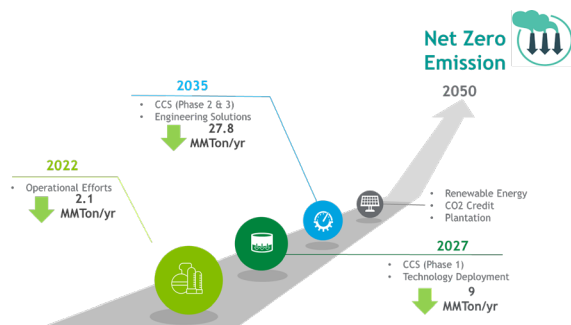 Net Zero
Emission
2050
2035
• CCS (Phase 2 & 3)
• Engineering Solutions
27.8
MMTon/yr
2022
• Operational Efforts
2.1
MMTon/yr
• Renewable Energy
• CO2 Credit
• Plantation
2027
• CCS (Phase 1)
• Technology Deployment
9
MMTon/yr